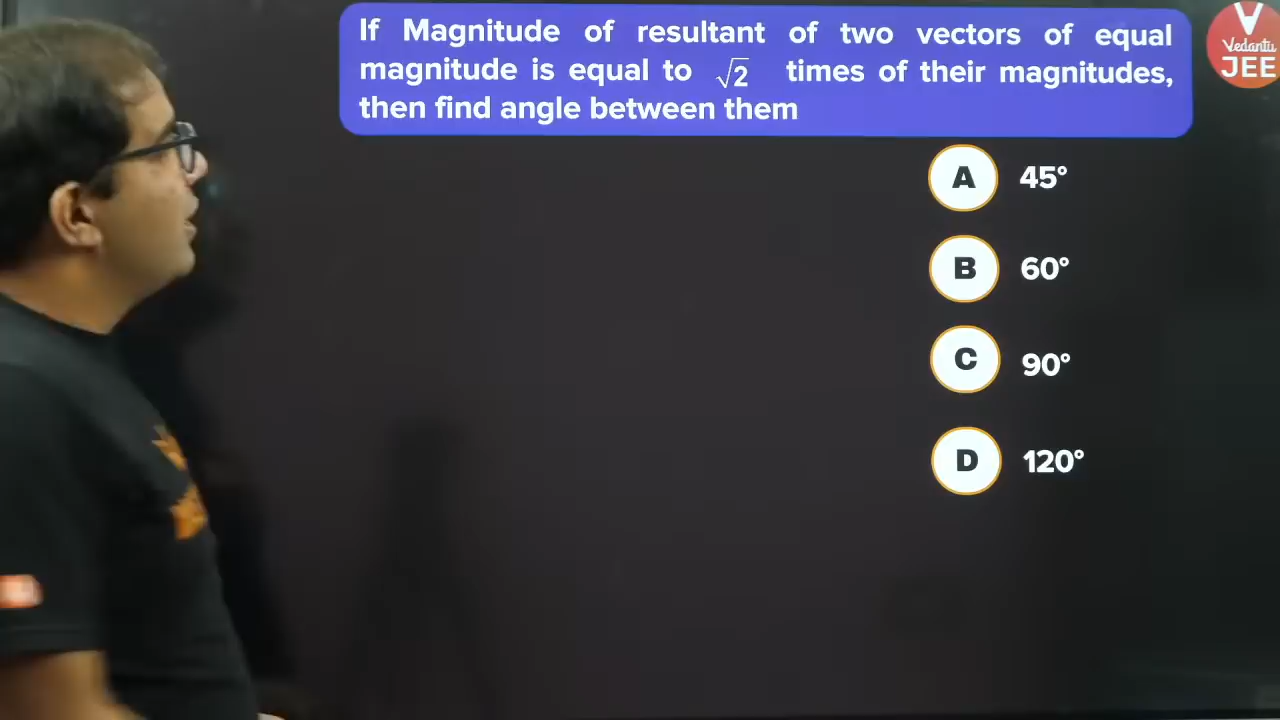 If Magnitude of resultant of two vectors of equal
magnitude is equal to √2 times of their magnitudes,
then find angle between them
V
Vedantu
JEE
A 45°
B 60°
C 90°
D 120°